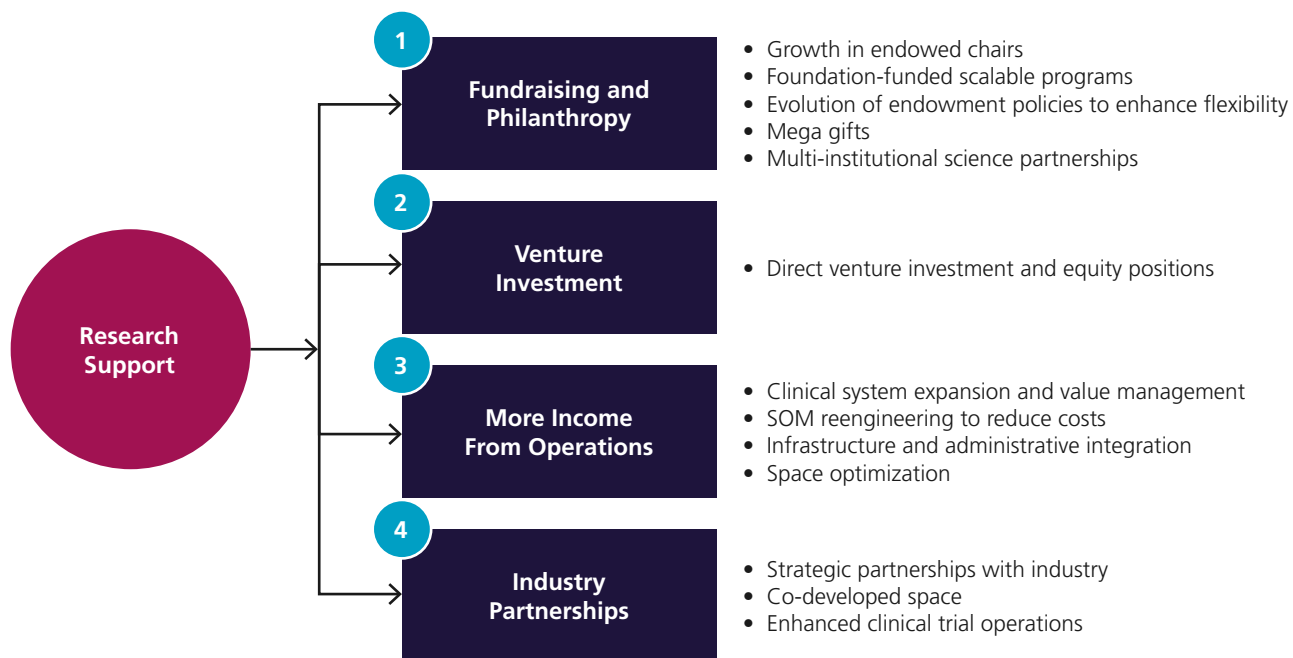 Research
Support
1
Fundraising and
Philanthropy
• Growth in endowed chairs
• Foundation-funded scalable programs
• Evolution of endowment policies to enhance flexibility
• Mega gifts
• Multi-institutional science partnerships
2
Venture
Investment
• Direct venture investment and equity positions
3
More Income
From Operations
• Clinical system expansion and value management
• SOM reengineering to reduce costs
• Infrastructure and administrative integration
• Space optimization
4
Industry
Partnerships
• Strategic partnerships with industry
• Co-developed space
• Enhanced clinical trial operations